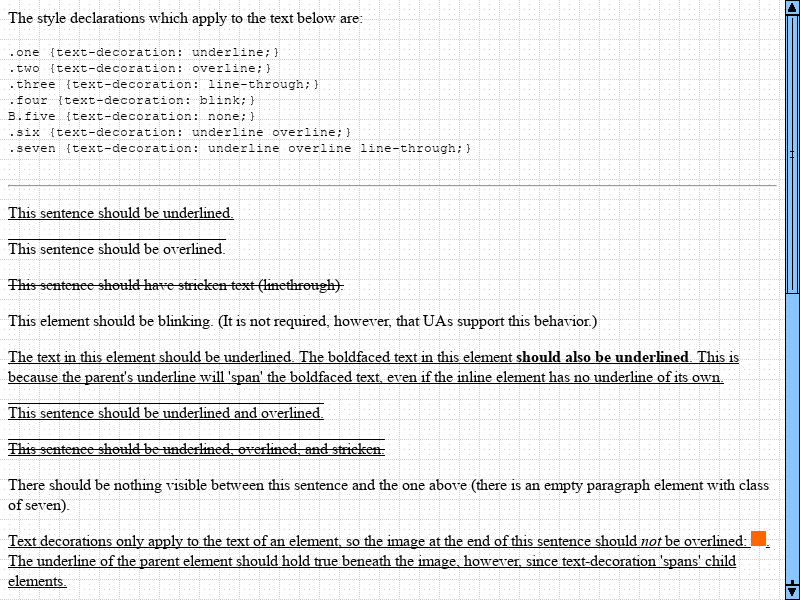 The style declarations which apply to the text below are:
.one {text-decoration: underline;}
.two {text-decoration: overline;}
.three {text-decoration: line-through;}
.four {text-decoration: blink;}
B.five {text-decoration: none;}
.six {text-decoration: underline overline;}
.seven {text-decoration: underline overline line-through;}
This sentence should be underlined.
This sentence should be overlined.
This sentence should have stricken text (linethrough).
This element should be blinking. (It is not required, however, that UAs support this behavior.)
The text in this element should be underlined. The boldfaced text in this element should also be underlined. This is
because the parent's underline will 'span' the boldfaced text, even if the inline element has no underline of its own.
This sentence should be underlined and overlined.
This sentence should be underlined, overlined, and stricken.
There should be nothing visible between this sentence and the one above (there is an empty paragraph element with class
of seven).
Text decorations only apply to the text of an element, so the image at the end of this sentence should not be overlined: .
The underline of the parent element should hold true beneath the image, however, since text-decoration 'spans' child
elements.